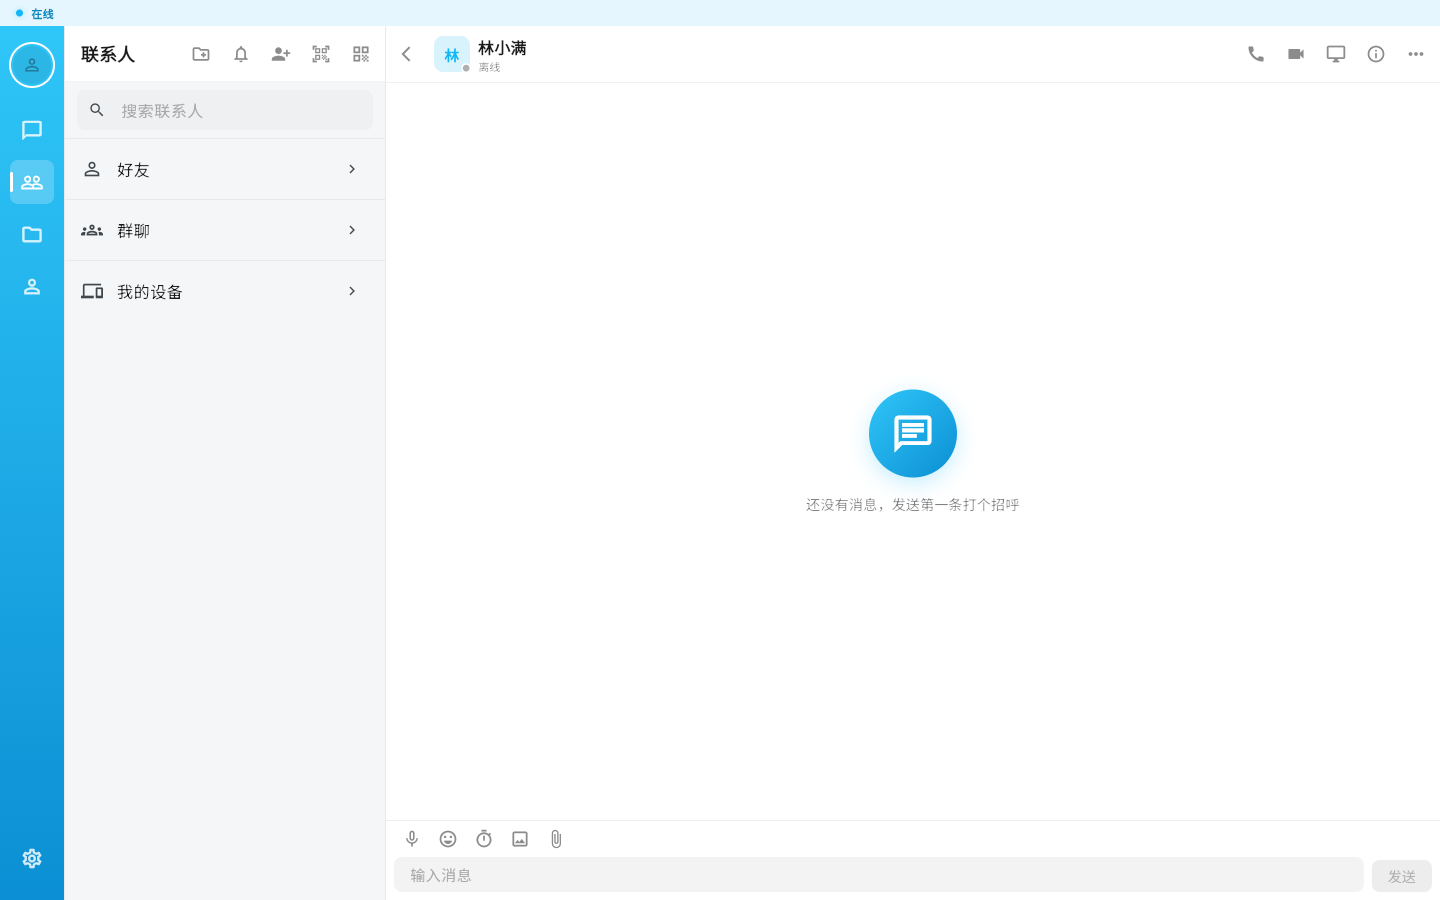 在线
联系人
搜索联系人
好友
群聊
我的设备
林
林小满
离线
还没有消息，发送第一条打个招呼
输入消息
发送